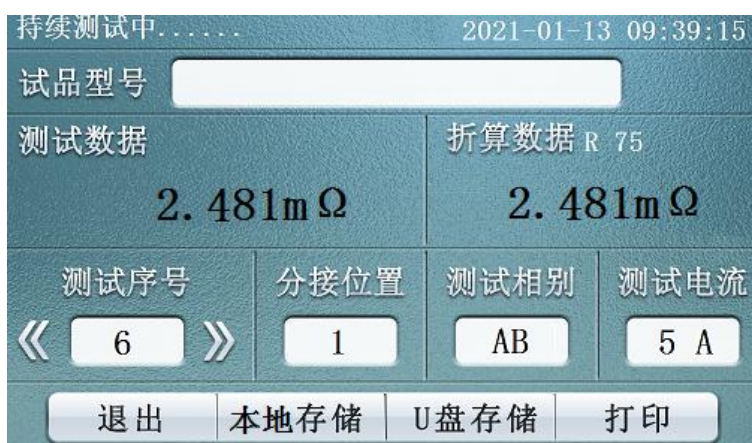 持续测试中...... 2021-01-13 09:39:15
试品型号
测试数据 折算数据 R 75
2.481mΩ 2.481mΩ
测试序号 分接位置 测试相别 测试电流
《 6 》 1 AB 5 A
退出 本地存储 U盘存储 打印